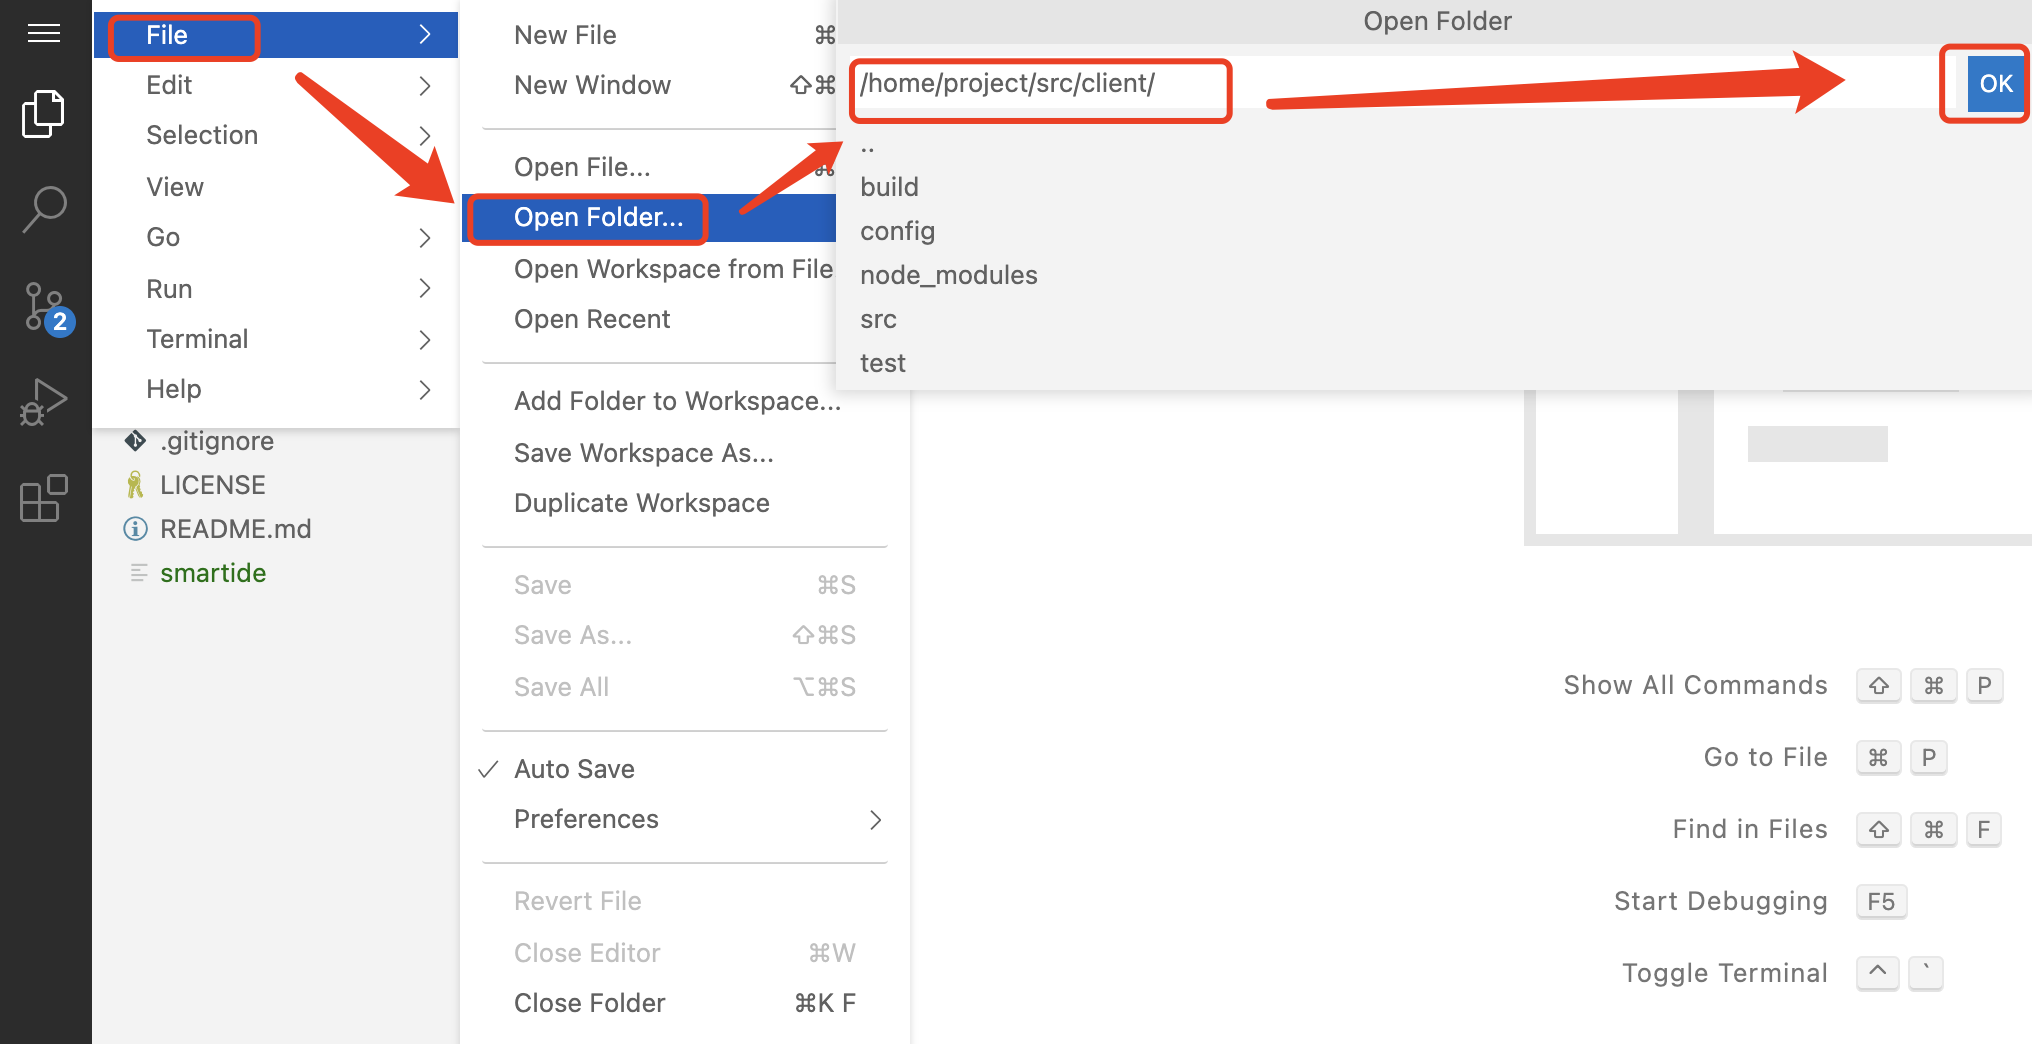 File
Edit
Selection
View
Go
Run
Terminal
Help
.gitignore
LICENSE
README.md
smartide
2
New File ⌘
New Window ⇧⌘
Open File... ⌘
Open Folder...
Open Workspace from File
Open Recent
Add Folder to Workspace...
Save Workspace As...
Duplicate Workspace
Save ⌘S
Save As... ⇧⌘S
Save All ⌥⌘S
Auto Save
Preferences
Revert File
Close Editor ⌘W
Close Folder ⌘K F
Open Folder
/home/project/src/client/
OK
..
build
config
node_modules
src
test
Show All Commands ⇧ ⌘ P
Go to File ⌘ P
Find in Files ⇧ ⌘ F
Start Debugging F5
Toggle Terminal ^ `